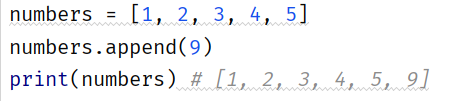 numbers = [1, 2, 3, 4, 5]
numbers.append(9)
print(numbers) # [1, 2, 3, 4, 5, 9]